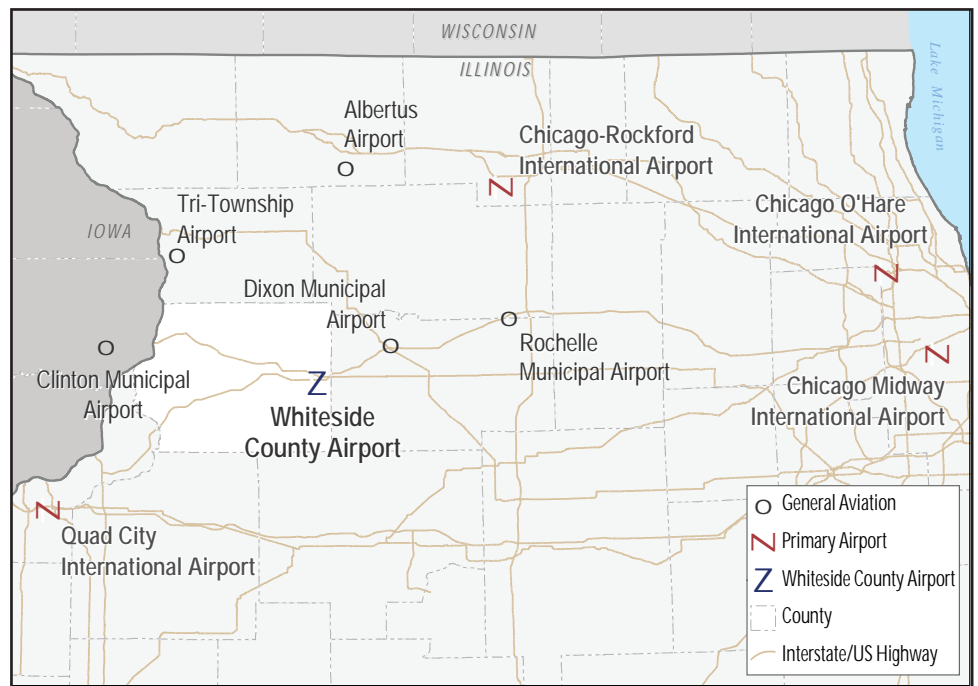 WISCONSIN
ILLINOIS
Lake Michigan
Albertus
Airport
Chicago-Rockford
International Airport
Tri-Township
Airport
IOWA
Chicago O'Hare
International Airport
Dixon Municipal
Airport
Rochelle
Municipal Airport
Clinton Municipal
Airport
Chicago Midway
International Airport
Whiteside
County Airport
Quad City
International Airport
O General Aviation
N Primary Airport
Z Whiteside County Airport
County
Interstate/US Highway